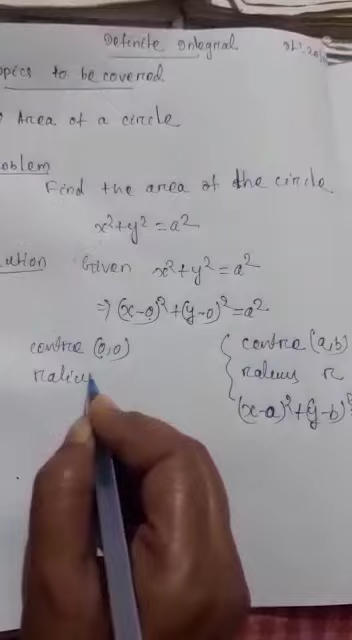 Definite Integral
opics to be covered
Area of a circle
oblem
Find the area of the circle
x²+y² = a²
ution Given x²+y² = a²
⇒ (x-0)²+(y-0)² = a²
centre (0,0)
radius
centre (a,b)
radius r
(x-a)²+(y-b)²